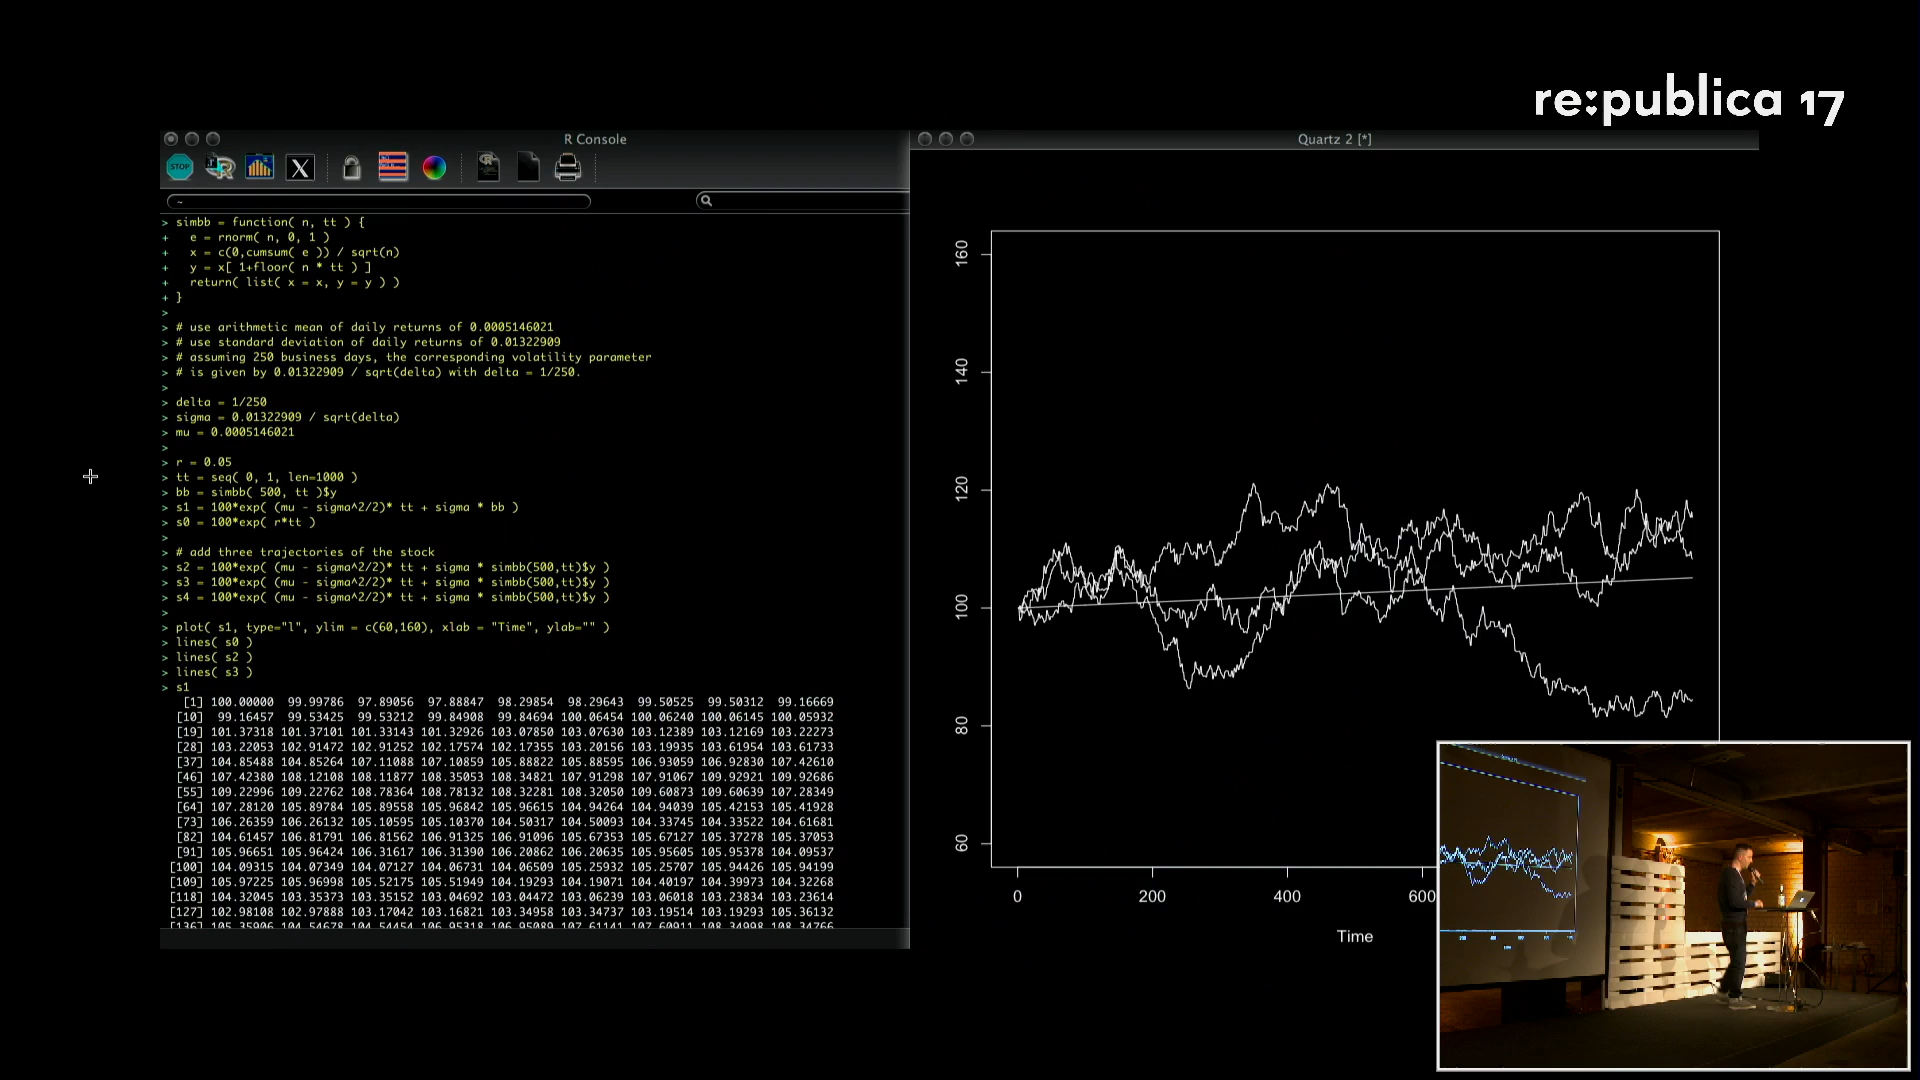 re:publica 17
R Console
Quartz 2 [*]
STOP
R
X
~
> simbb = function( n, tt ) {
+   e = rnorm( n, 0, 1 )
+   x = c(0,cumsum( e )) / sqrt(n)
+   y = x[ 1+floor( n * tt ) ]
+   return( list( x = x, y = y ) )
+ }
>
> # use arithmetic mean of daily returns of 0.0005146021
> # use standard deviation of daily returns of 0.01322909
> # assuming 250 business days, the corresponding volatility parameter
> # is given by 0.01322909 / sqrt(delta) with delta = 1/250.
>
> delta = 1/250
> sigma = 0.01322909 / sqrt(delta)
> mu = 0.0005146021
>
> r = 0.05
> tt = seq( 0, 1, len=1000 )
> bb = simbb( 500, tt )$y
> s1 = 100*exp( (mu - sigma^2/2)* tt + sigma * bb )
> s0 = 100*exp( r*tt )
>
> # add three trajectories of the stock
> s2 = 100*exp( (mu - sigma^2/2)* tt + sigma * simbb(500,tt)$y )
> s3 = 100*exp( (mu - sigma^2/2)* tt + sigma * simbb(500,tt)$y )
> s4 = 100*exp( (mu - sigma^2/2)* tt + sigma * simbb(500,tt)$y )
>
> plot( s1, type="l", ylim = c(60,160), xlab = "Time", ylab="" )
> lines( s0 )
> lines( s2 )
> lines( s3 )
> s1
[1] 100.00000 99.99786 97.89056 97.88847 98.29854 98.29643 99.50525 99.50312 99.16669
[10] 99.16457 99.53425 99.53212 99.84908 99.84694 100.06454 100.06240 100.06145 100.05932
[19] 101.37318 101.37101 101.33143 101.32926 103.07850 103.07630 103.12389 103.12169 103.22273
[28] 103.22053 102.91472 102.91252 102.17574 102.17355 103.20156 103.19935 103.61954 103.61733
[37] 104.85488 104.85264 107.11088 107.10859 105.88822 105.88595 106.93059 106.92830 107.42610
[46] 107.42380 108.12108 108.11877 108.35053 108.34821 107.91298 107.91067 109.92921 109.92686
[55] 109.22996 109.22762 108.78364 108.78132 108.32281 108.32050 109.60873 109.60639 107.28349
[64] 107.28120 105.89784 105.89558 105.96842 105.96615 104.94264 104.94039 105.42153 105.41928
[73] 106.26359 106.26132 105.10595 105.10370 104.50317 104.50093 104.33745 104.33522 104.61681
[82] 104.61457 106.81791 106.81562 106.91325 106.91096 105.67353 105.67127 105.37278 105.37053
[91] 105.96651 105.96424 106.31617 106.31390 106.20862 106.20635 105.95605 105.95378 104.09537
[100] 104.09315 104.07349 104.07127 104.06731 104.06509 106.25932 106.25707 105.94426 105.94199
[109] 105.97225 105.96998 105.52175 105.51949 104.19293 104.19071 104.40197 104.39973 104.32268
[118] 104.32045 103.35373 103.35152 103.04692 103.04472 103.06239 103.06018 103.23834 103.23614
[127] 102.98108 102.97888 103.17042 103.16821 103.34958 103.34737 103.19514 103.19293 105.36132
[136] 105.35906 104.54678 104.54454 106.95318 106.95089 107.61141 107.60911 108.34998 108.34766
160
140
120
100
80
60
0 200 400 600
Time